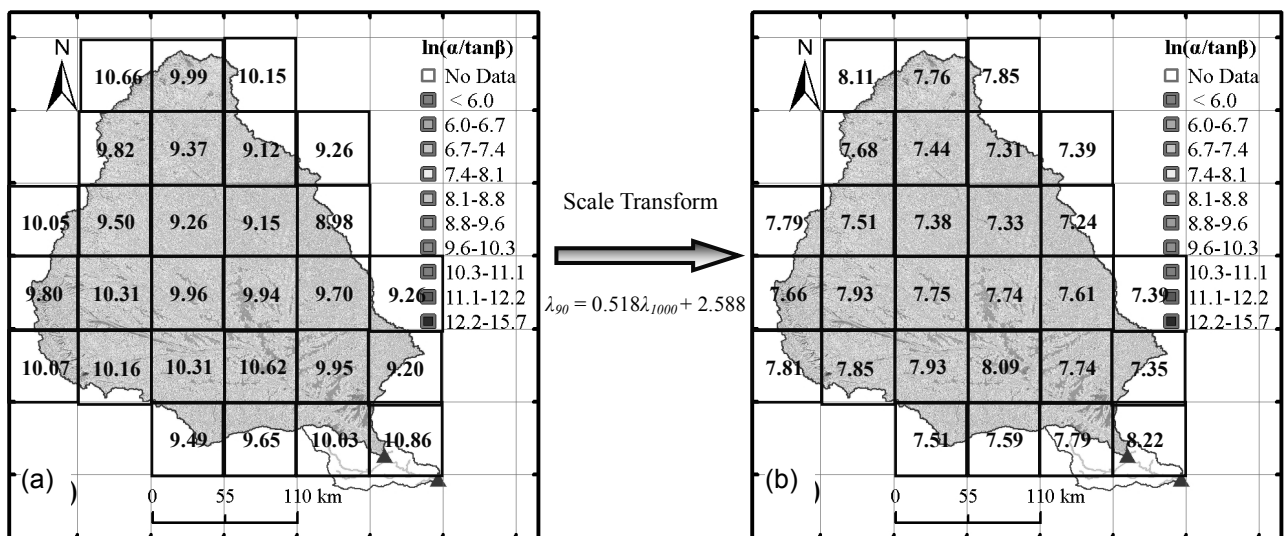 N
ln(α/tanβ)
No Data
< 6.0
6.0-6.7
6.7-7.4
7.4-8.1
8.1-8.8
8.8-9.6
9.6-10.3
10.3-11.1
11.1-12.2
12.2-15.7
10.66 9.99 10.15
9.82 9.37 9.12 9.26
10.05 9.50 9.26 9.15 8.98
9.80 10.31 9.96 9.94 9.70 9.26
10.07 10.16 10.31 10.62 9.95 9.20
9.49 9.65 10.03 10.86
(a) )
0 55 110 km
Scale Transform
λ90 = 0.518λ1000 + 2.588
N
ln(α/tanβ)
No Data
< 6.0
6.0-6.7
6.7-7.4
7.4-8.1
8.1-8.8
8.8-9.6
9.6-10.3
10.3-11.1
11.1-12.2
12.2-15.7
8.11 7.76 7.85
7.68 7.44 7.31 7.39
7.79 7.51 7.38 7.33 7.24
7.66 7.93 7.75 7.74 7.61 7.39
7.81 7.85 7.93 8.09 7.74 7.35
7.51 7.59 7.79 8.22
(b) )
0 55 110 km